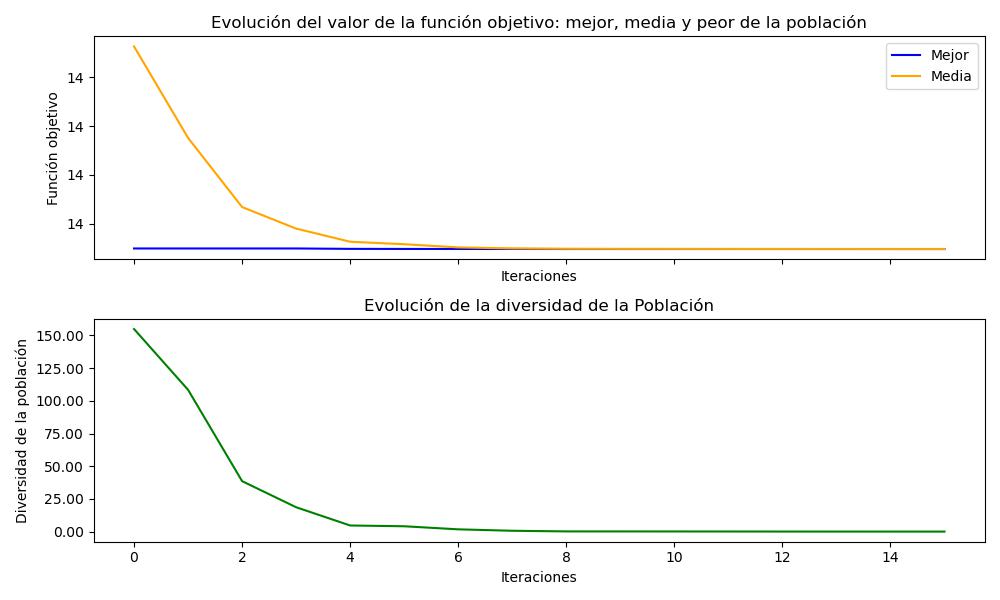 Evolución del valor de la función objetivo: mejor, media y peor de la población
Mejor
Media
14
14
14
14
Función objetivo
Iteraciones
Evolución de la diversidad de la Población
150.00
125.00
100.00
75.00
50.00
25.00
0.00
Diversidad de la población
0 2 4 6 8 10 12 14
Iteraciones